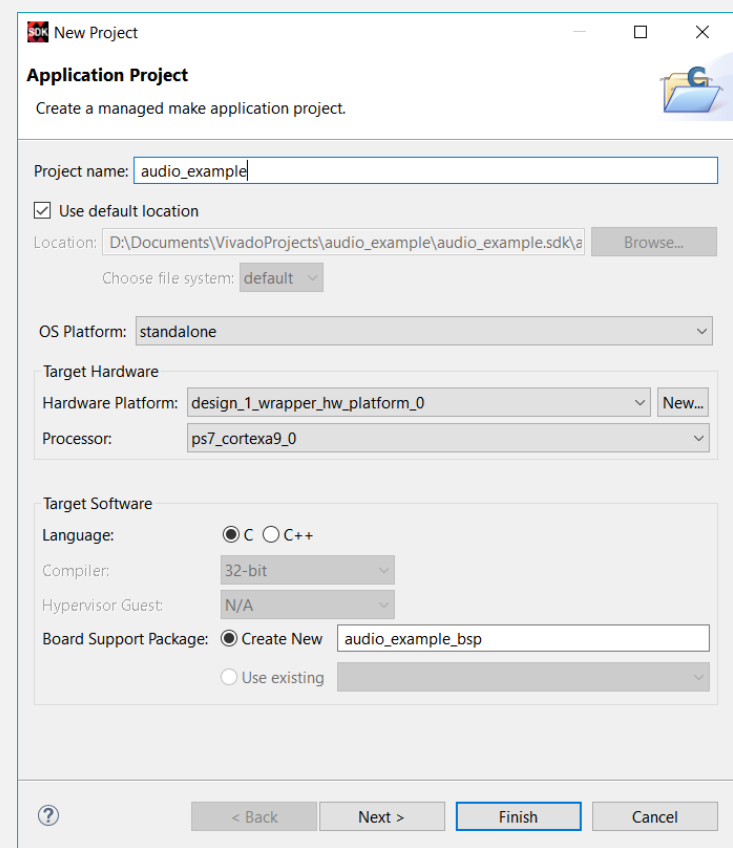 SDK New Project
Application Project
Create a managed make application project.
Project name: audio_example
Use default location
Location: D:\Documents\VivadoProjects\audio_example\audio_example.sdk\a Browse...
Choose file system: default
OS Platform: standalone
Target Hardware
Hardware Platform: design_1_wrapper_hw_platform_0 New...
Processor: ps7_cortexa9_0
Target Software
Language: C C++
Compiler: 32-bit
Hypervisor Guest: N/A
Board Support Package: Create New audio_example_bsp
Use existing
? < Back Next > Finish Cancel